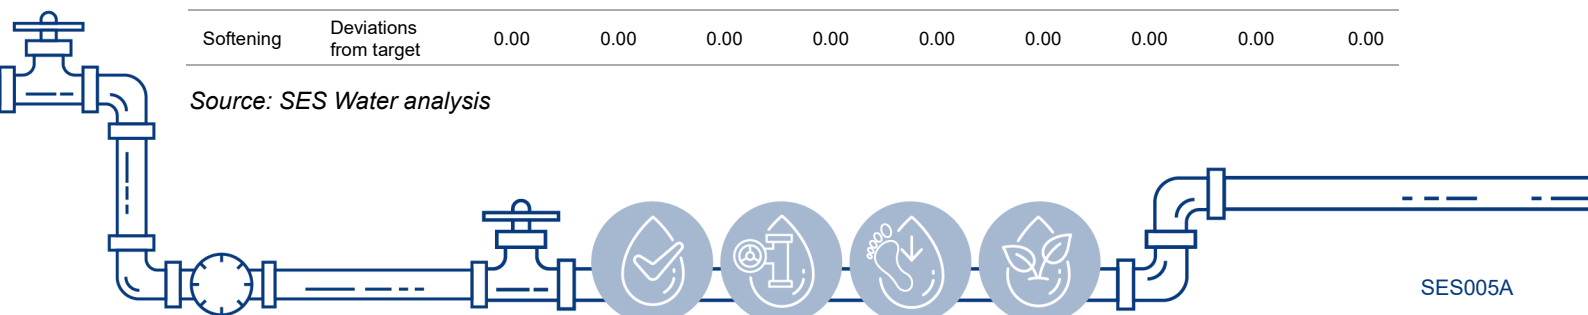 Softening Deviations from target 0.00 0.00 0.00 0.00 0.00 0.00 0.00 0.00 0.00
Source: SES Water analysis
SES005A